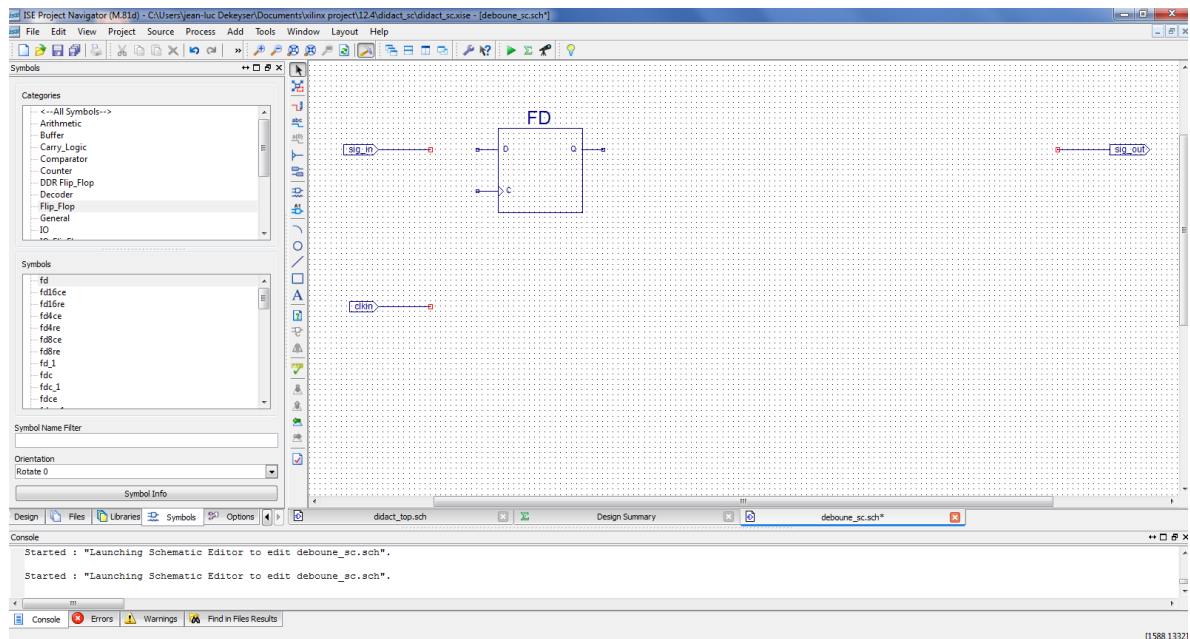 ISE Project Navigator (M.81d) - C:\Users\jean-luc Dekeyser\Documents\xilinx project\12.4\didact_sc\didact_sc.xise - [deboune_sc.sch*]
File Edit View Project Source Process Add Tools Window Layout Help
Symbols
Categories
<--All Symbols-->
Arithmetic
Buffer
Carry_Logic
Comparator
Counter
DDR Flip_Flop
Decoder
Flip_Flop
General
IO
Symbols
fd
fd16ce
fd16re
fd4ce
fd4re
fd8ce
fd8re
fd_1
fdc
fdc_1
fdce
Symbol Name Filter
Orientation
Rotate 0
Symbol Info
Design Files Libraries Symbols Options
abc
A1
A
FD
sig_in
D
Q
C
sig_out
clkin
didact_top.sch
Design Summary
deboune_sc.sch*
Console
Started : "Launching Schematic Editor to edit deboune_sc.sch".
Started : "Launching Schematic Editor to edit deboune_sc.sch".
Console Errors Warnings Find in Files Results
[1588,1332]